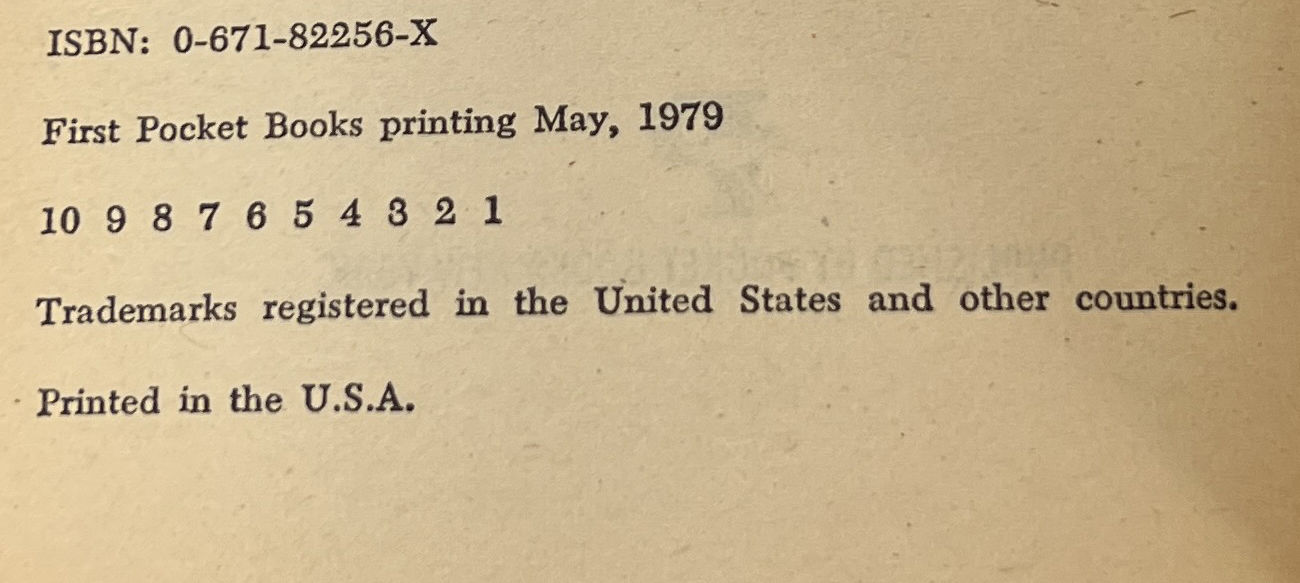 ISBN: 0-671-82256-X
First Pocket Books printing May, 1979
10 9 8 7 6 5 4 3 2 1
Trademarks registered in the United States and other countries.
Printed in the U.S.A.